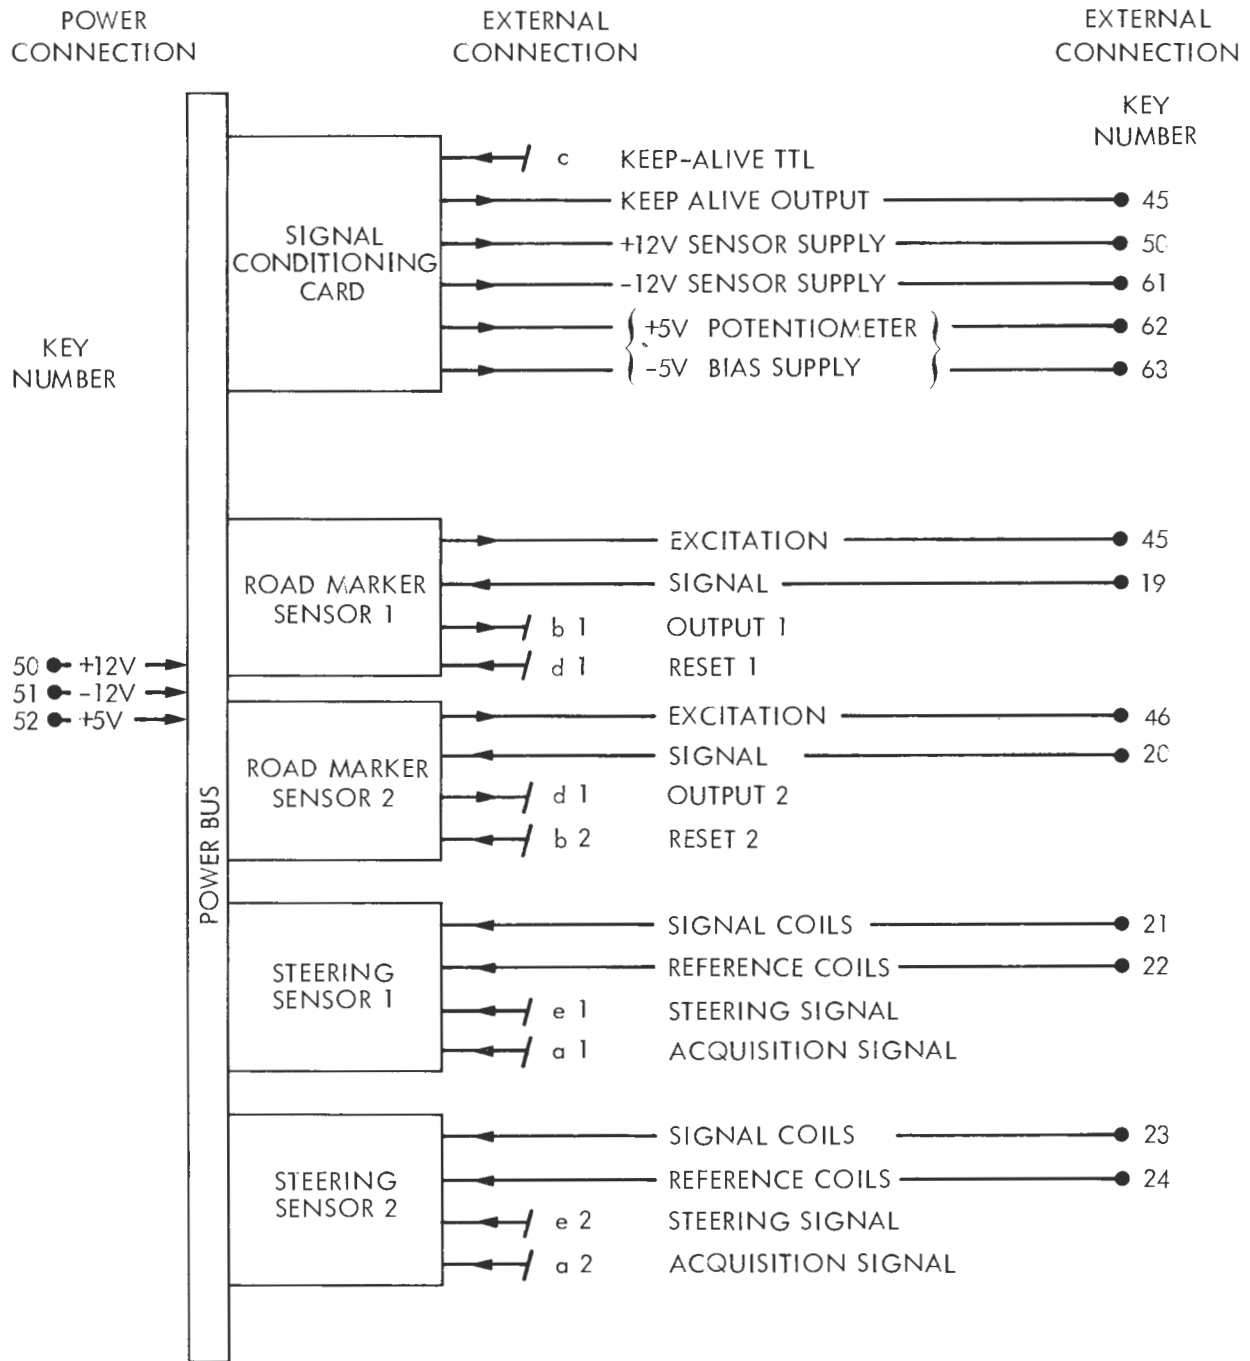 POWER
CONNECTION
EXTERNAL
CONNECTION
EXTERNAL
CONNECTION
KEY
NUMBER
KEY
NUMBER
50 +12V
51 -12V
52 +5V
POWER BUS
SIGNAL
CONDITIONING
CARD
c KEEP-ALIVE TTL
KEEP ALIVE OUTPUT 45
+12V SENSOR SUPPLY 50
-12V SENSOR SUPPLY 61
+5V POTENTIOMETER 62
-5V BIAS SUPPLY 63
ROAD MARKER
SENSOR 1
EXCITATION 45
SIGNAL 19
b 1 OUTPUT 1
d 1 RESET 1
ROAD MARKER
SENSOR 2
EXCITATION 46
SIGNAL 20
d 1 OUTPUT 2
b 2 RESET 2
STEERING
SENSOR 1
SIGNAL COILS 21
REFERENCE COILS 22
e 1 STEERING SIGNAL
a 1 ACQUISITION SIGNAL
STEERING
SENSOR 2
SIGNAL COILS 23
REFERENCE COILS 24
e 2 STEERING SIGNAL
a 2 ACQUISITION SIGNAL